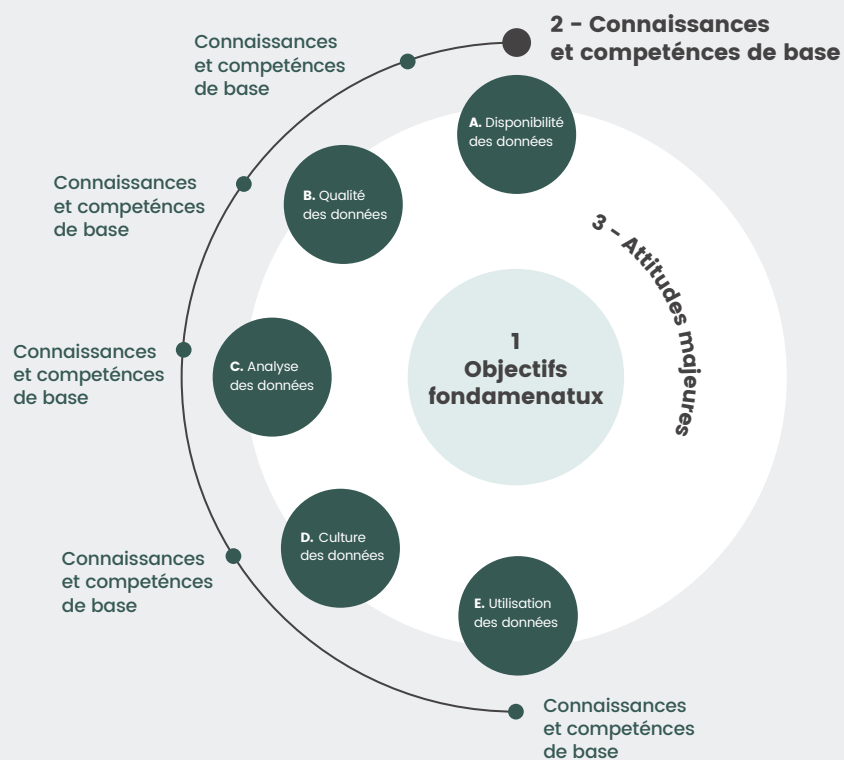 2 - Connaissances
et competénces de base
Connaissances
et competénces
de base
A. Disponibilité
des données
Connaissances
et competénces
de base
B. Qualité
des données
3 - Attitudes majeures
1
Objectifs
fondamenatux
Connaissances
et competénces
de base
C. Analyse
des données
Connaissances
et competénces
de base
D. Culture
des données
E. Utilisation
des données
Connaissances
et competénces
de base